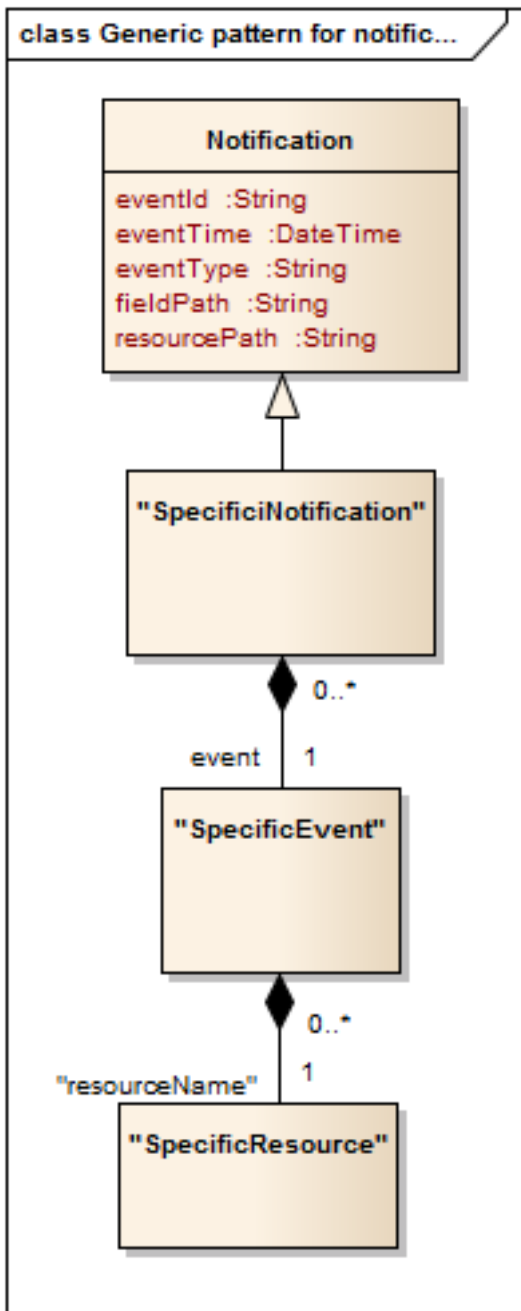 class Generic pattern for notific...
Notification
eventId :String
eventTime :DateTime
eventType :String
fieldPath :String
resourcePath :String
"SpecificiNotification"
0..*
event 1
"SpecificEvent"
0..*
1
"resourceName"
"SpecificResource"